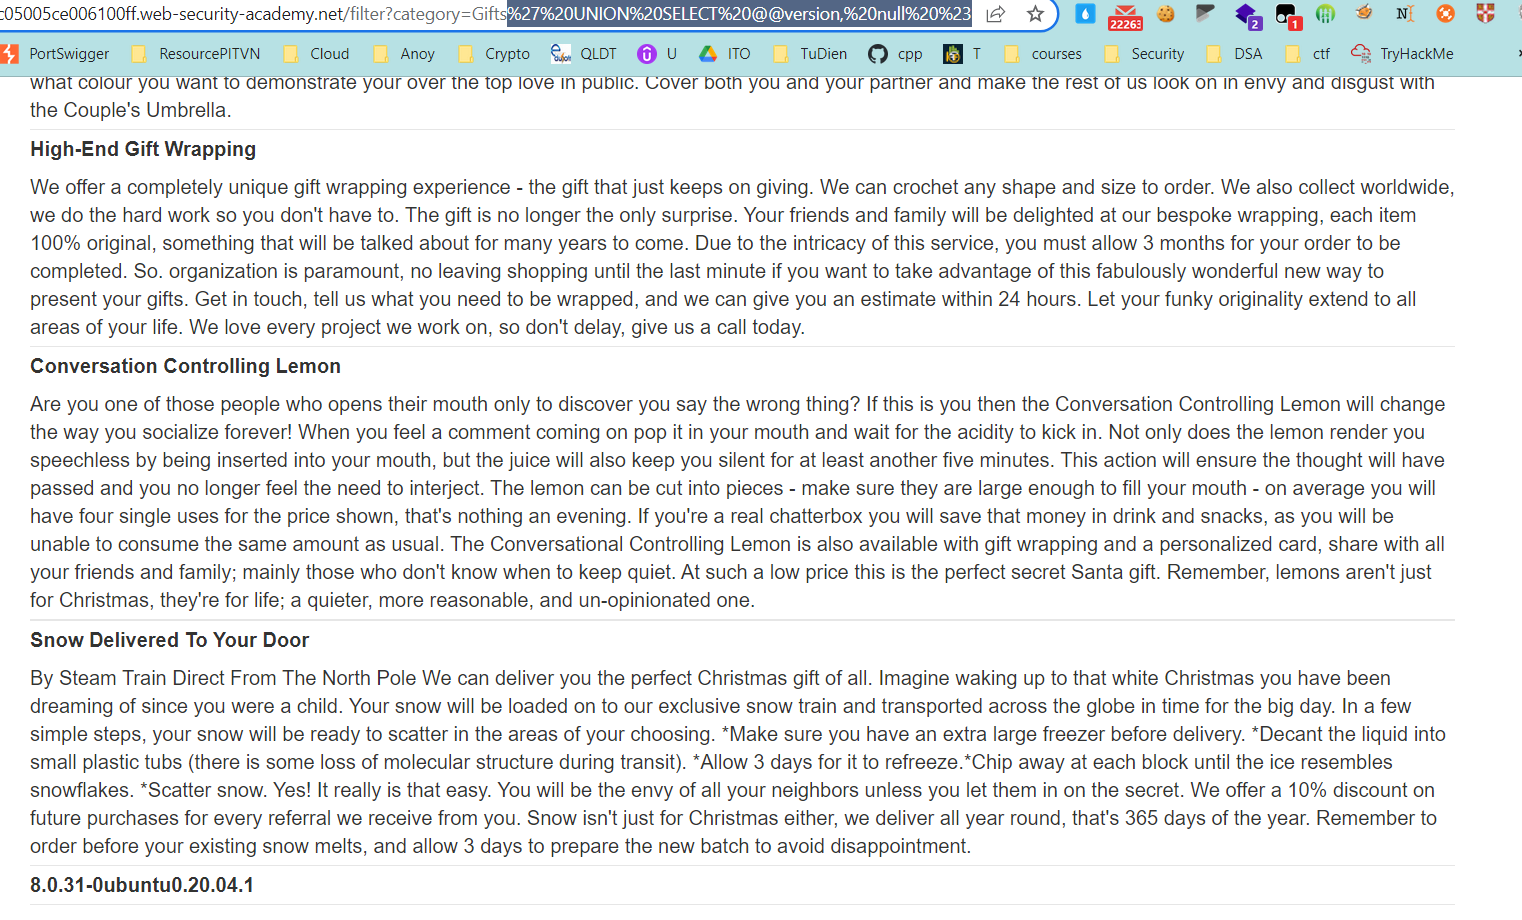 c05005ce006100ff.web-security-academy.net/filter?category=Gifts%27%20UNION%20SELECT%20@@version,%20null%20%23
2
1
PortSwigger ResourcePITVN Cloud Anoy Crypto QLDT U ITO TuDien cpp T courses Security DSA ctf TryHackMe
what colour you want to demonstrate your over the top love in public. Cover both you and your partner and make the rest of us look on in envy and disgust with
the Couple's Umbrella.
High-End Gift Wrapping
We offer a completely unique gift wrapping experience - the gift that just keeps on giving. We can crochet any shape and size to order. We also collect worldwide,
we do the hard work so you don't have to. The gift is no longer the only surprise. Your friends and family will be delighted at our bespoke wrapping, each item
100% original, something that will be talked about for many years to come. Due to the intricacy of this service, you must allow 3 months for your order to be
completed. So. organization is paramount, no leaving shopping until the last minute if you want to take advantage of this fabulously wonderful new way to
present your gifts. Get in touch, tell us what you need to be wrapped, and we can give you an estimate within 24 hours. Let your funky originality extend to all
areas of your life. We love every project we work on, so don't delay, give us a call today.
Conversation Controlling Lemon
Are you one of those people who opens their mouth only to discover you say the wrong thing? If this is you then the Conversation Controlling Lemon will change
the way you socialize forever! When you feel a comment coming on pop it in your mouth and wait for the acidity to kick in. Not only does the lemon render you
speechless by being inserted into your mouth, but the juice will also keep you silent for at least another five minutes. This action will ensure the thought will have
passed and you no longer feel the need to interject. The lemon can be cut into pieces - make sure they are large enough to fill your mouth - on average you will
have four single uses for the price shown, that's nothing an evening. If you're a real chatterbox you will save that money in drink and snacks, as you will be
unable to consume the same amount as usual. The Conversational Controlling Lemon is also available with gift wrapping and a personalized card, share with all
your friends and family; mainly those who don't know when to keep quiet. At such a low price this is the perfect secret Santa gift. Remember, lemons aren't just
for Christmas, they're for life; a quieter, more reasonable, and un-opinionated one.
Snow Delivered To Your Door
By Steam Train Direct From The North Pole We can deliver you the perfect Christmas gift of all. Imagine waking up to that white Christmas you have been
dreaming of since you were a child. Your snow will be loaded on to our exclusive snow train and transported across the globe in time for the big day. In a few
simple steps, your snow will be ready to scatter in the areas of your choosing. *Make sure you have an extra large freezer before delivery. *Decant the liquid into
small plastic tubs (there is some loss of molecular structure during transit). *Allow 3 days for it to refreeze.*Chip away at each block until the ice resembles
snowflakes. *Scatter snow. Yes! It really is that easy. You will be the envy of all your neighbors unless you let them in on the secret. We offer a 10% discount on
future purchases for every referral we receive from you. Snow isn't just for Christmas either, we deliver all year round, that's 365 days of the year. Remember to
order before your existing snow melts, and allow 3 days to prepare the new batch to avoid disappointment.
8.0.31-0ubuntu0.20.04.1